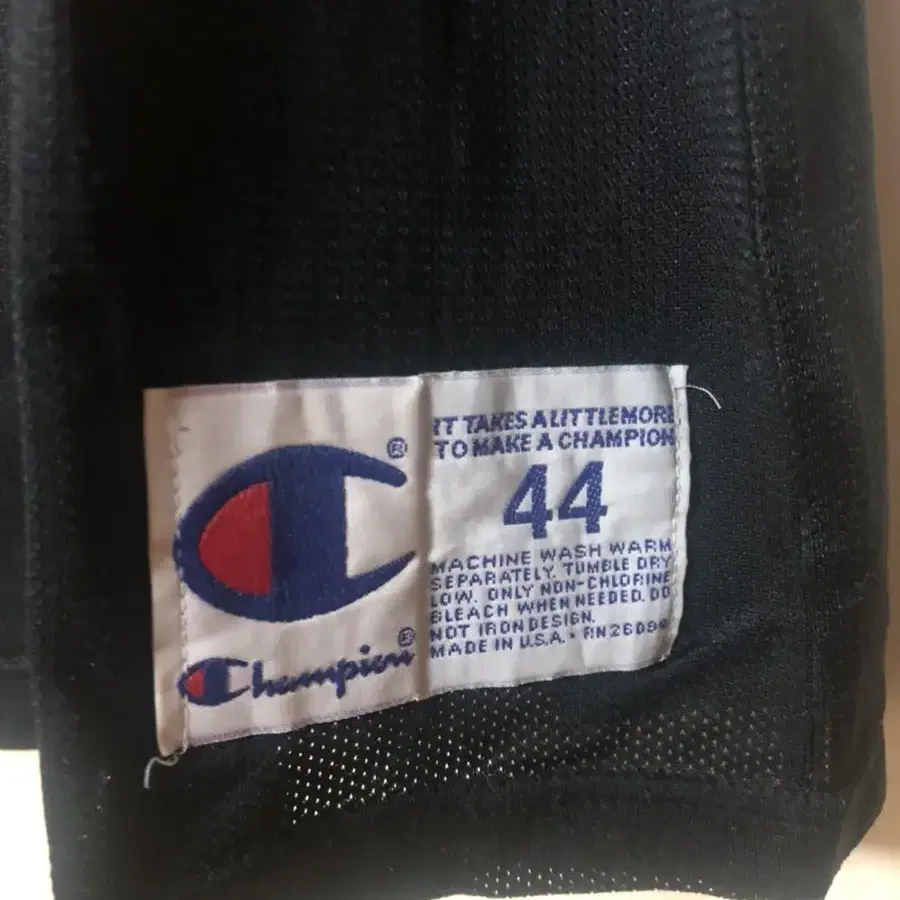 Champion
IT TAKES A LITTLE MORE
TO MAKE A CHAMPION
44
MACHINE WASH WARM
SEPARATELY. TUMBLE DRY
LOW. ONLY NON-CHLORINE
BLEACH WHEN NEEDED. DO
NOT IRON DESIGN.
MADE IN U.S.A. • RN